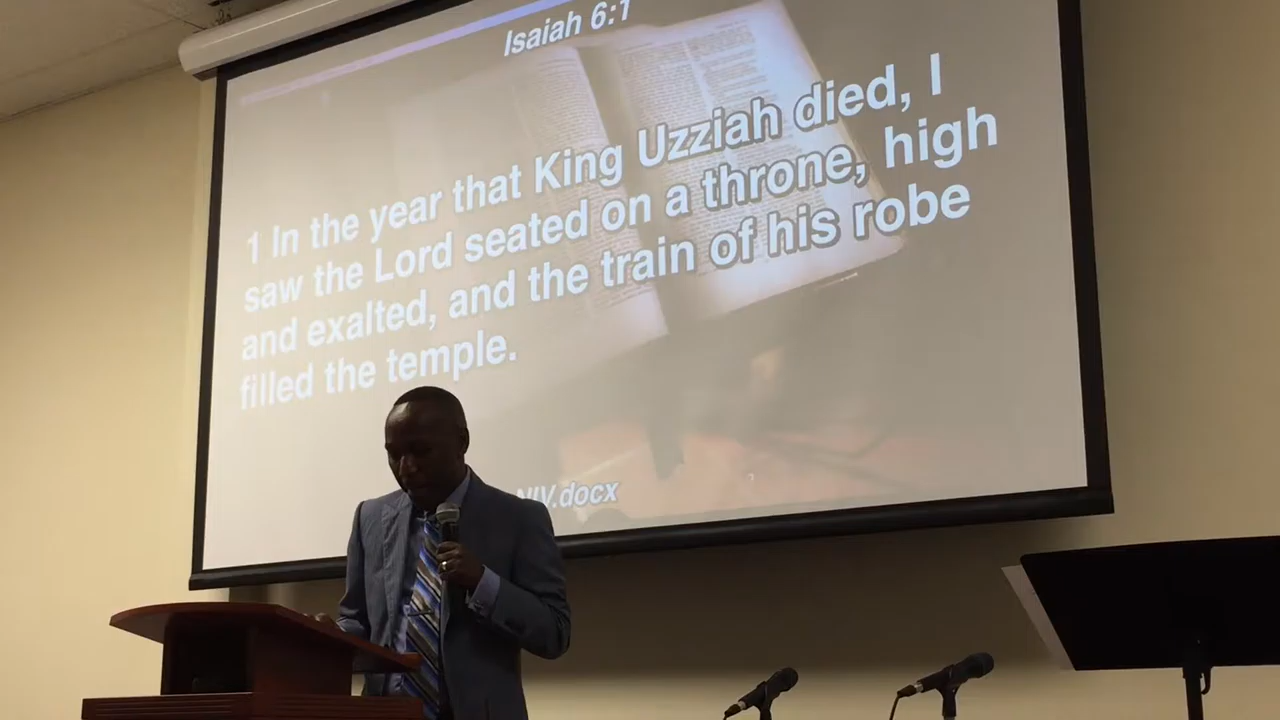 Isaiah 6:1
1 In the year that King Uzziah died, I
saw the Lord seated on a throne, high
and exalted, and the train of his robe
filled the temple.
NIV.docx